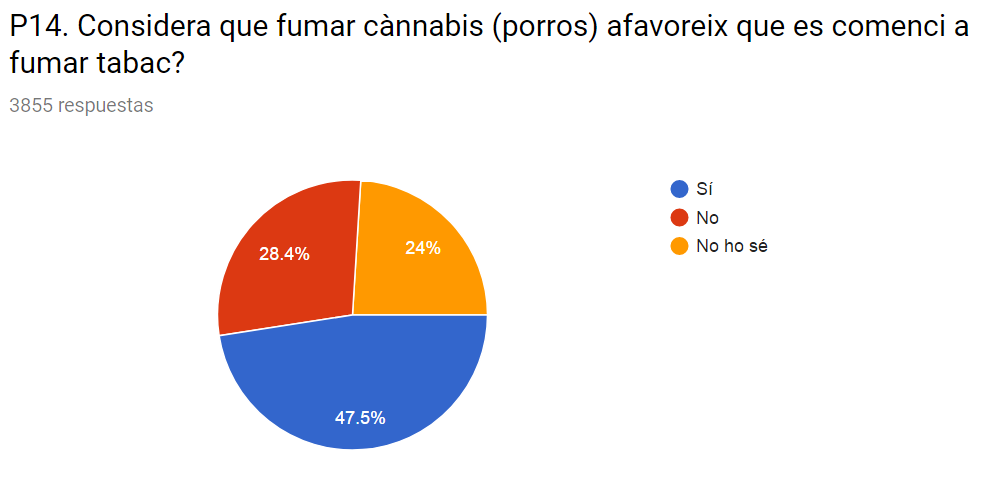 P14. Considera que fumar cànnabis (porros) afavoreix que es comenci a
fumar tabac?
3855 respuestas
Sí
No
No ho sé
28.4%
24%
47.5%